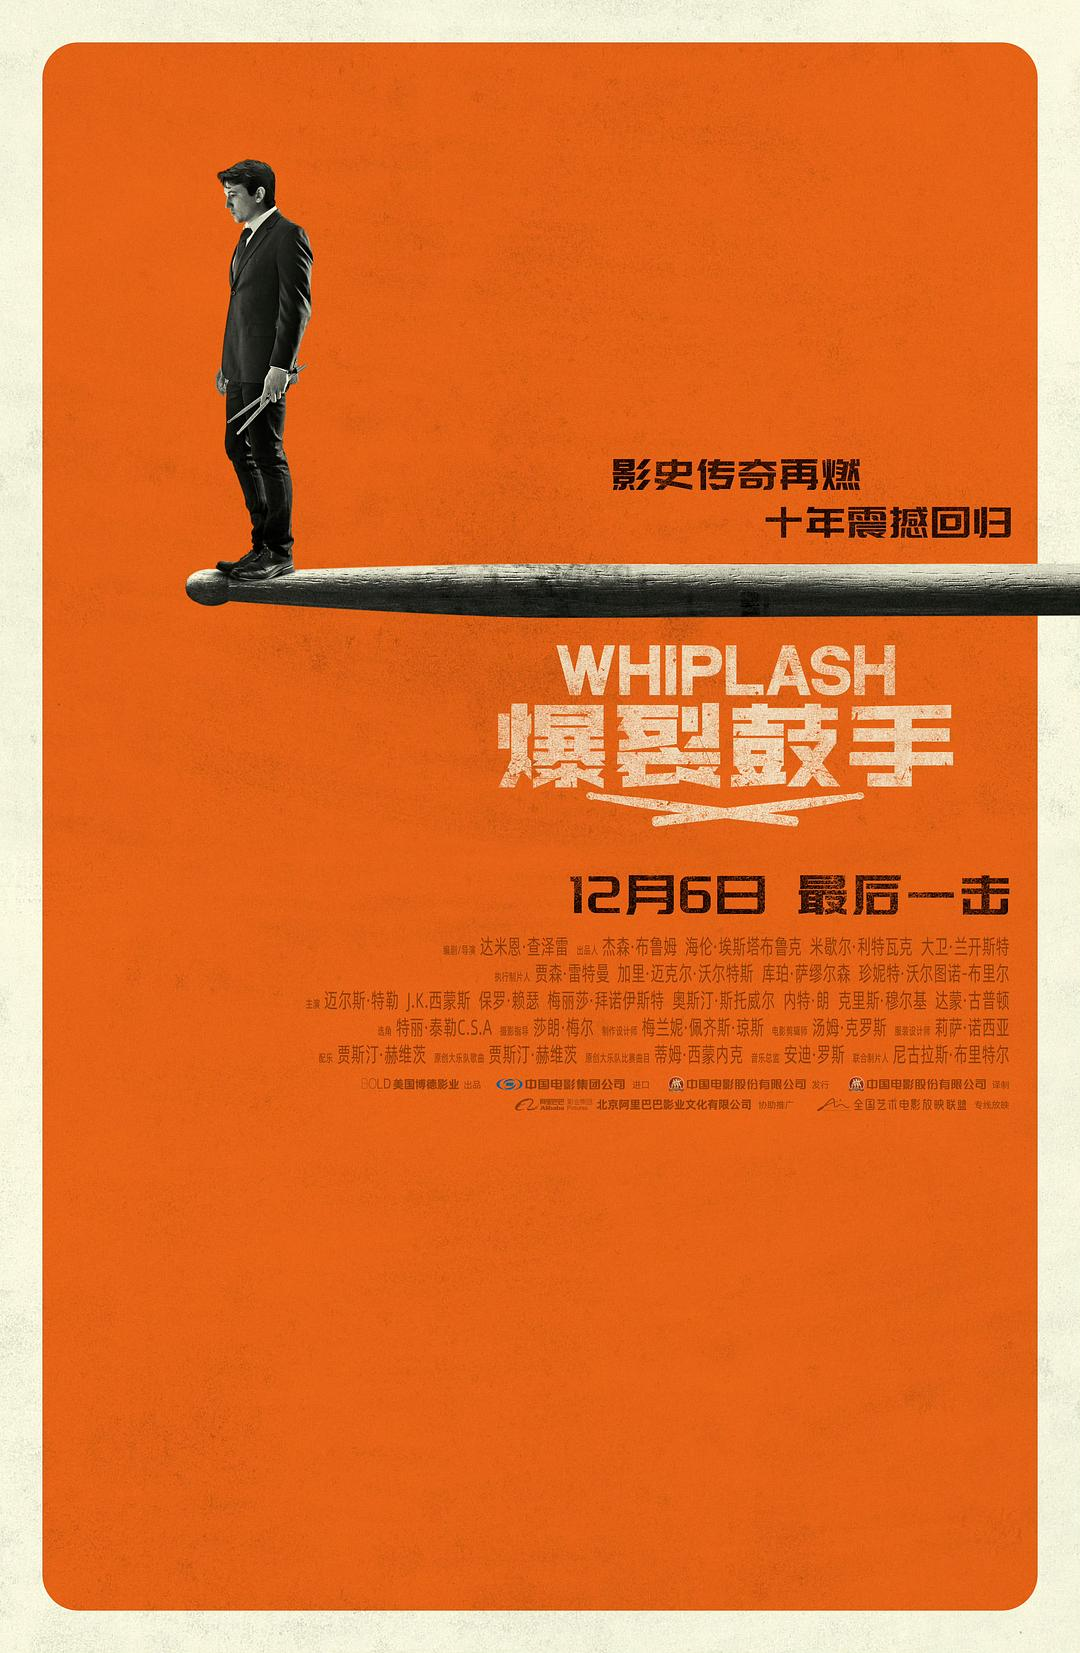 影史传奇再燃
十年震撼回归
WHIPLASH
爆裂鼓手
12月6日 最后一击
编剧/导演 达米恩·查泽雷 出品人 杰森·布鲁姆 海伦·埃斯塔布鲁克 米歇尔·利特瓦克 大卫·兰开斯特
执行制片人 贾森·雷特曼 加里·迈克尔·沃尔特斯 库珀·萨缪尔森 珍妮特·沃尔图诺-布里尔
主演 迈尔斯·特勒 J.K.西蒙斯 保罗·赖瑟 梅丽莎·拜诺伊斯特 奥斯汀·斯托威尔 内特·朗 克里斯·穆尔基 达蒙·古普顿
选角 特丽·泰勒C.S.A 摄影指导 莎朗·梅尔 制作设计师 梅兰妮·佩齐斯·琼斯 电影剪辑师 汤姆·克罗斯 服装设计师 莉萨·诺西亚
配乐 贾斯汀·赫维茨 原创大乐队歌曲 贾斯汀·赫维茨 原创大乐队比赛曲目 蒂姆·西蒙内克 音乐总监 安迪·罗斯 联合制片人 尼古拉斯·布里特尔
BOLD 美国博德影业 出品 中国电影集团公司 进口 中国电影股份有限公司 发行 中国电影股份有限公司 译制
阿里巴巴 影业集团 Alibaba Pictures 北京阿里巴巴影业文化有限公司 协助推广 全国艺术电影放映联盟 专线放映